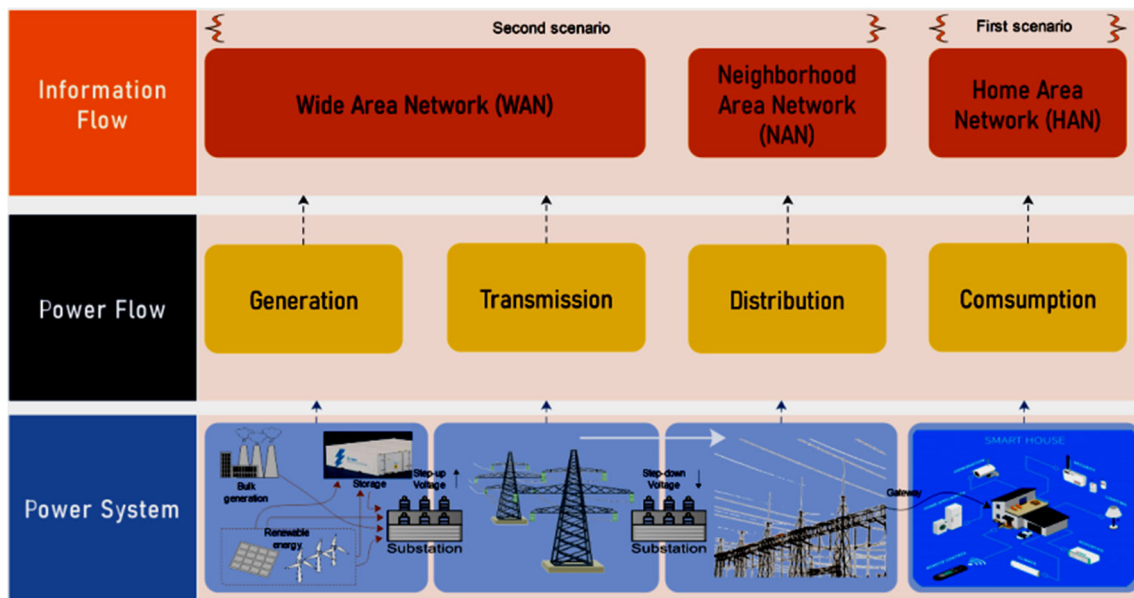 Second scenario
First scenario
Information
Flow
Wide Area Network (WAN)
Neighborhood
Area Network
(NAN)
Home Area
Network (HAN)
Power Flow
Generation
Transmission
Distribution
Comsumption
Power System
Bulk
generation
Storage
Renewable
energy
Step-up
Voltage
Substation
Step-down
Voltage
Substation
Gateway
SMART HOUSE